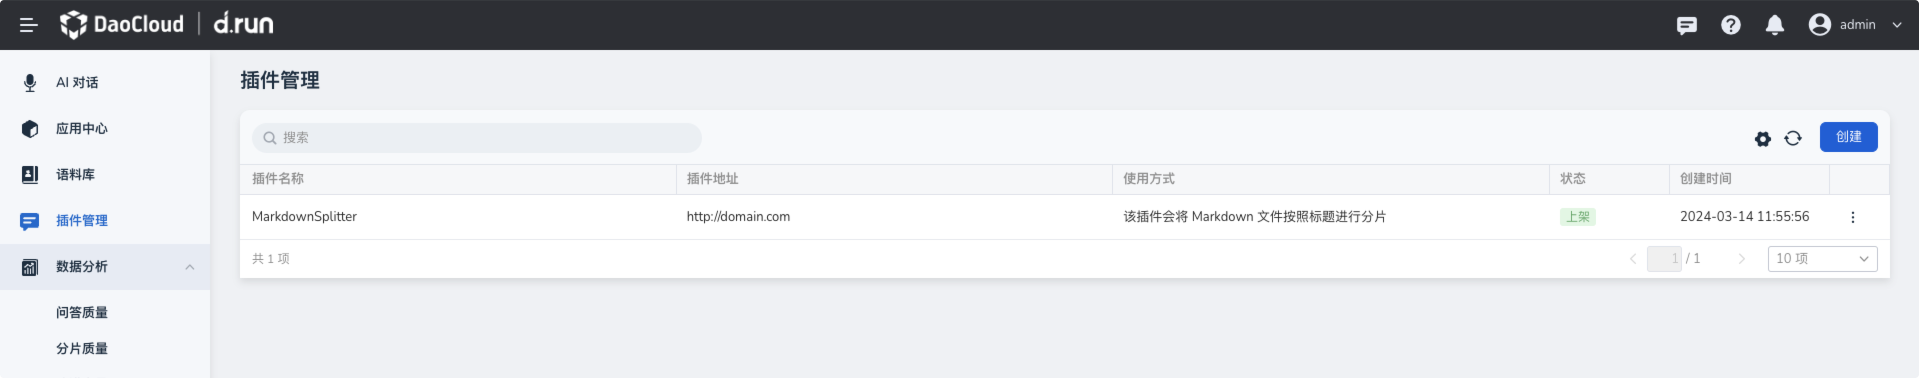 DaoCloud | d.run
admin
AI 对话
应用中心
语料库
插件管理
数据分析
问答质量
分片质量
插件管理
搜索
创建
插件名称 插件地址 使用方式 状态 创建时间
MarkdownSplitter http://domain.com 该插件会将 Markdown 文件按照标题进行分片 上架 2024-03-14 11:55:56
共 1 项 1 / 1 10 项